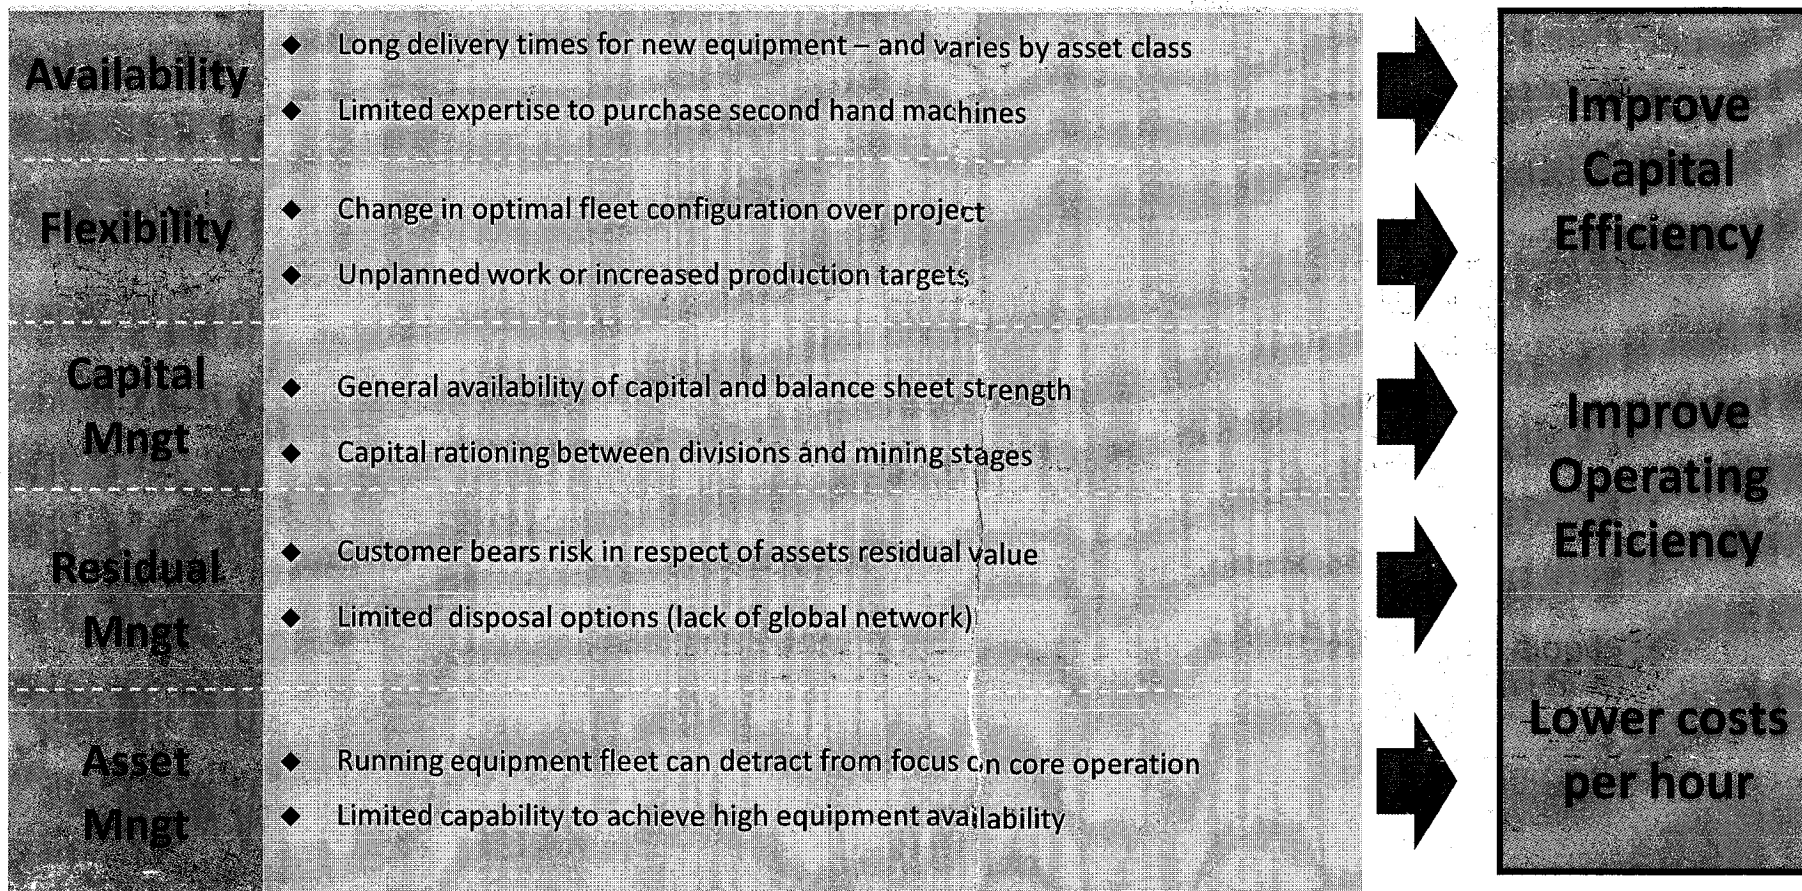 Availability
◆ Long delivery times for new equipment – and varies by asset class
◆ Limited expertise to purchase second hand machines
Flexibility
◆ Change in optimal fleet configuration over project
◆ Unplanned work or increased production targets
Capital
Mngt
◆ General availability of capital and balance sheet strength
◆ Capital rationing between divisions and mining stages
Residual
Mngt
◆ Customer bears risk in respect of assets residual value
◆ Limited disposal options (lack of global network)
Asset
Mngt
◆ Running equipment fleet can detract from focus on core operation
◆ Limited capability to achieve high equipment availability
Improve
Capital
Efficiency
Improve
Operating
Efficiency
Lower costs
per hour